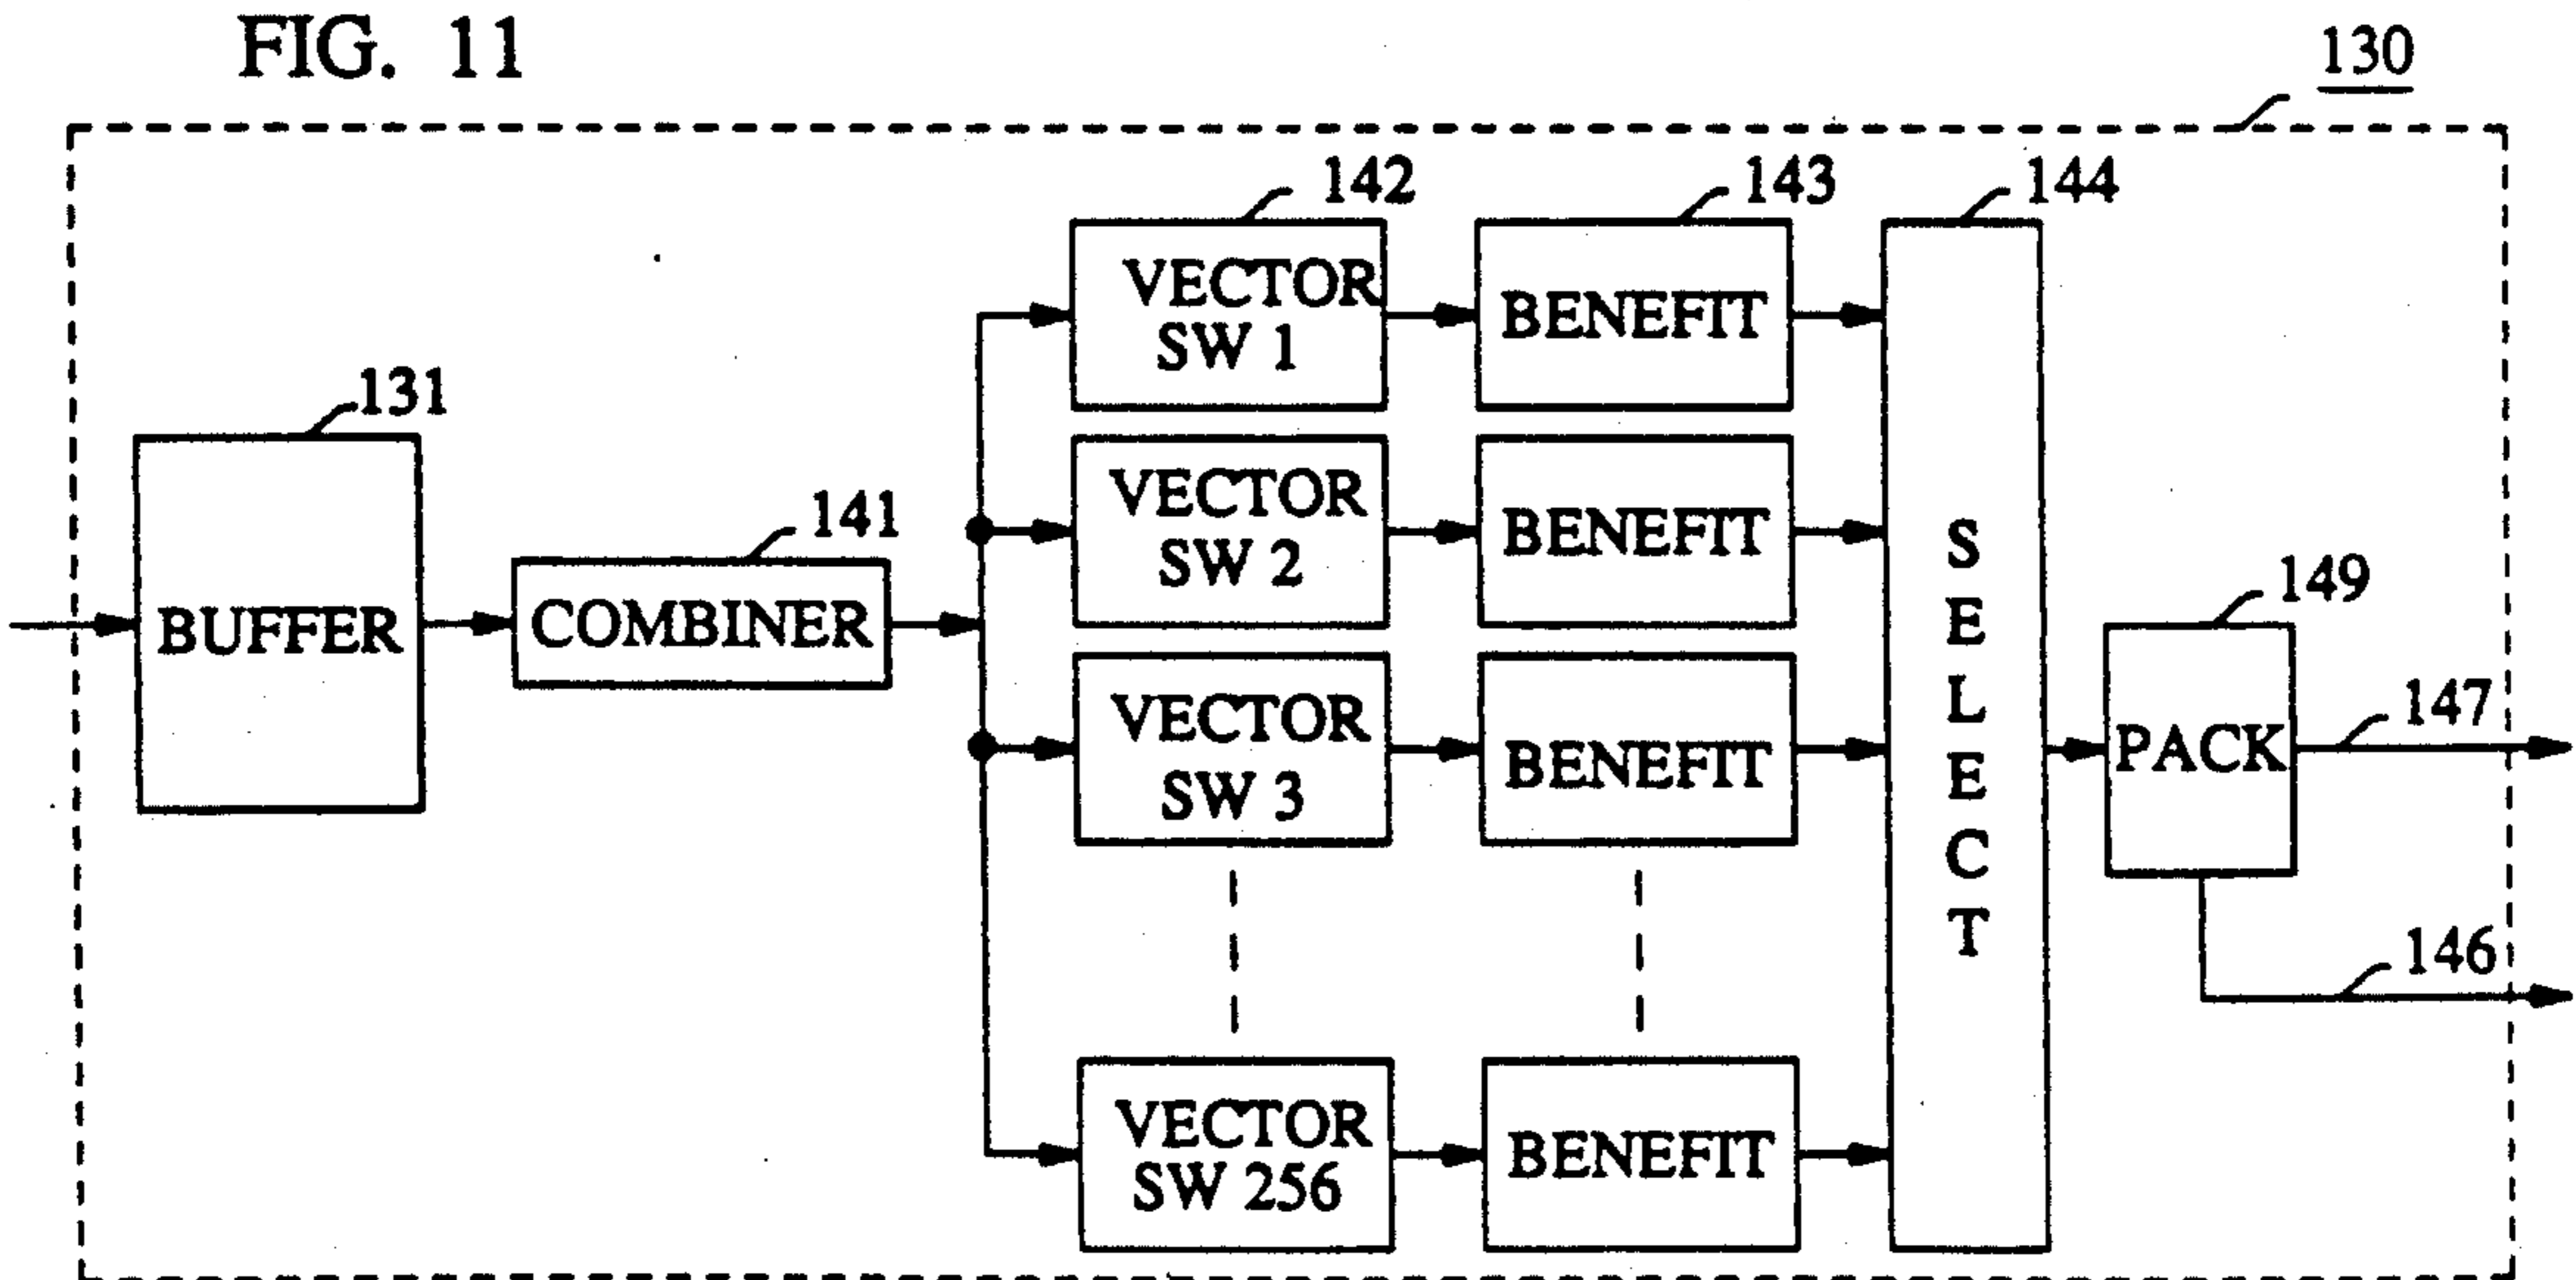 FIG. 11
130
142
143
144
VECTOR
SW 1
BENEFIT
131
BUFFER
141
COMBINER
VECTOR
SW 2
BENEFIT
VECTOR
SW 3
BENEFIT
VECTOR
SW 256
BENEFIT
SELECT
149
PACK
147
146